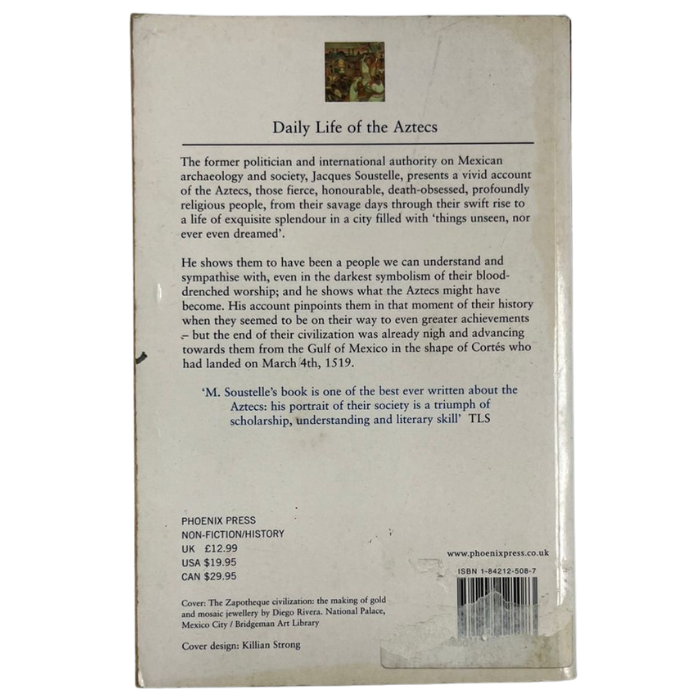 Daily Life of the Aztecs
The former politician and international authority on Mexican
archaeology and society, Jacques Soustelle, presents a vivid account
of the Aztecs, those fierce, honourable, death-obsessed, profoundly
religious people, from their savage days through their swift rise to
a life of exquisite splendour in a city filled with ‘things unseen, nor
ever even dreamed’.
He shows them to have been a people we can understand and
sympathise with, even in the darkest symbolism of their blood-
drenched worship; and he shows what the Aztecs might have
become. His account pinpoints them in that moment of their history
when they seemed to be on their way to even greater achievements
– but the end of their civilization was already nigh and advancing
towards them from the Gulf of Mexico in the shape of Cortés who
had landed on March 4th, 1519.
‘M. Soustelle’s book is one of the best ever written about the
Aztecs: his portrait of their society is a triumph of
scholarship, understanding and literary skill’ TLS
PHOENIX PRESS
NON-FICTION/HISTORY
UK £12.99
USA $19.95
CAN $29.95
Cover: The Zapotheque civilization: the making of gold
and mosaic jewellery by Diego Rivera. National Palace,
Mexico City / Bridgeman Art Library
Cover design: Killian Strong
www.phoenixpress.co.uk
ISBN 1-84212-508-7